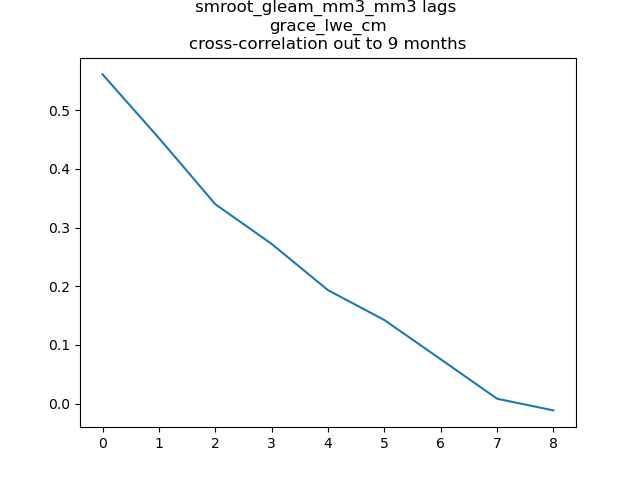 smroot_gleam_mm3_mm3 lags
grace_lwe_cm
cross-correlation out to 9 months
0.5
0.4
0.3
0.2
0.1
0.0
0 1 2 3 4 5 6 7 8